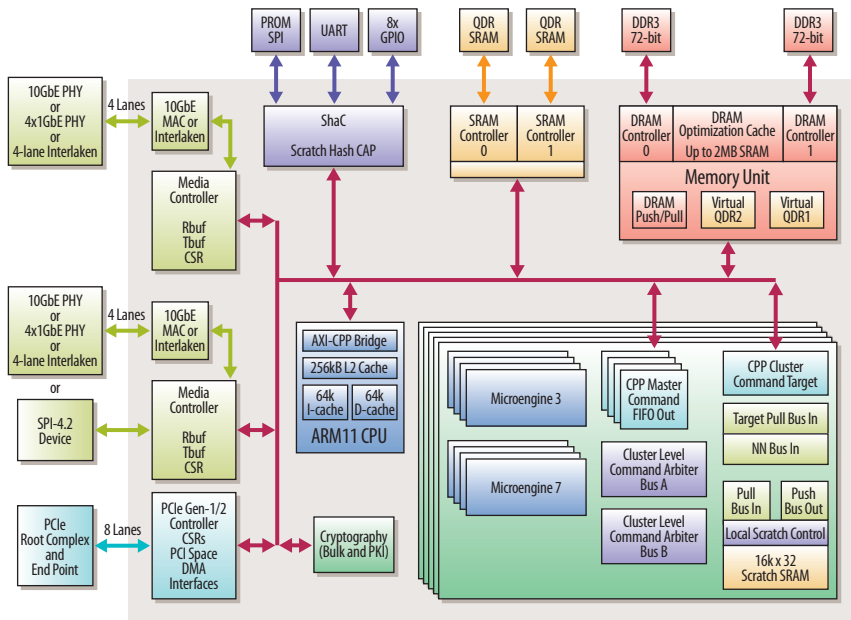 PROM
SPI
UART
8x
GPIO
QDR
SRAM
QDR
SRAM
DDR3
72-bit
DDR3
72-bit
10GbE PHY
or
4x1GbE PHY
or
4-lane Interlaken
4 Lanes
10GbE
MAC or
Interlaken
Media
Controller
Rbuf
Tbuf
CSR
ShaC
Scratch Hash CAP
SRAM
Controller
0
SRAM
Controller
1
DRAM
Controller
0
DRAM
Optimization Cache
Up to 2MB SRAM
DRAM
Controller
1
Memory Unit
DRAM
Push/Pull
Virtual
QDR2
Virtual
QDR1
10GbE PHY
or
4x1GbE PHY
or
4-lane Interlaken
4 Lanes
10GbE
MAC or
Interlaken
or
SPI-4.2
Device
Media
Controller
Rbuf
Tbuf
CSR
PCIe
Root Complex
and
End Point
8 Lanes
PCIe Gen-1/2
Controller
CSRs
PCI Space
DMA
Interfaces
Cryptography
(Bulk and PKI)
AXI-CPP Bridge
256kB L2 Cache
64k
I-cache
64k
D-cache
ARM11 CPU
Microengine 3
Microengine 7
CPP Master
Command
FIFO Out
Cluster Level
Command Arbiter
Bus A
Cluster Level
Command Arbiter
Bus B
CPP Cluster
Command Target
Target Pull Bus In
NN Bus In
Pull
Bus In
Push
Bus Out
Local Scratch Control
16k x 32
Scratch SRAM